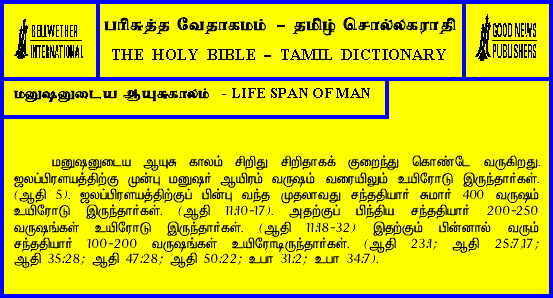 BELLWETHER
INTERNATIONAL
பரிசுத்த வேதாகமம் – தமிழ் சொல்லகராதி
THE HOLY BIBLE – TAMIL DICTIONARY
GOOD NEWS
PUBLISHERS
மனுஷனுடைய ஆயுசுகாலம் - LIFE SPAN OF MAN
மனுஷனுடைய ஆயுசு காலம் சிறிது சிறிதாகக் குறைந்து கொண்டே வருகிறது.
ஜலப்பிரளயத்திற்கு முன்பு மனுஷர் ஆயிரம் வருஷம் வரையிலும் உயிரோடு இருந்தார்கள்.
(ஆதி 5). ஜலப்பிரளயத்திற்குப் பின்பு வந்த முதலாவது சந்ததியார் சுமார் 400 வருஷம்
உயிரோடு இருந்தார்கள். (ஆதி 11:10-17). அதற்குப் பிந்திய சந்ததியார் 200-250
வருஷங்கள் உயிரோடு இருந்தார்கள். (ஆதி 11:18-32) இதற்கும் பின்னால் வரும்
சந்ததியார் 100-200 வருஷங்கள் உயிரோடிருந்தார்கள். (ஆதி 23:1; ஆதி 25:7,17;
ஆதி 35:28; ஆதி 47:28; ஆதி 50:22; உபா 31:2; உபா 34:7).